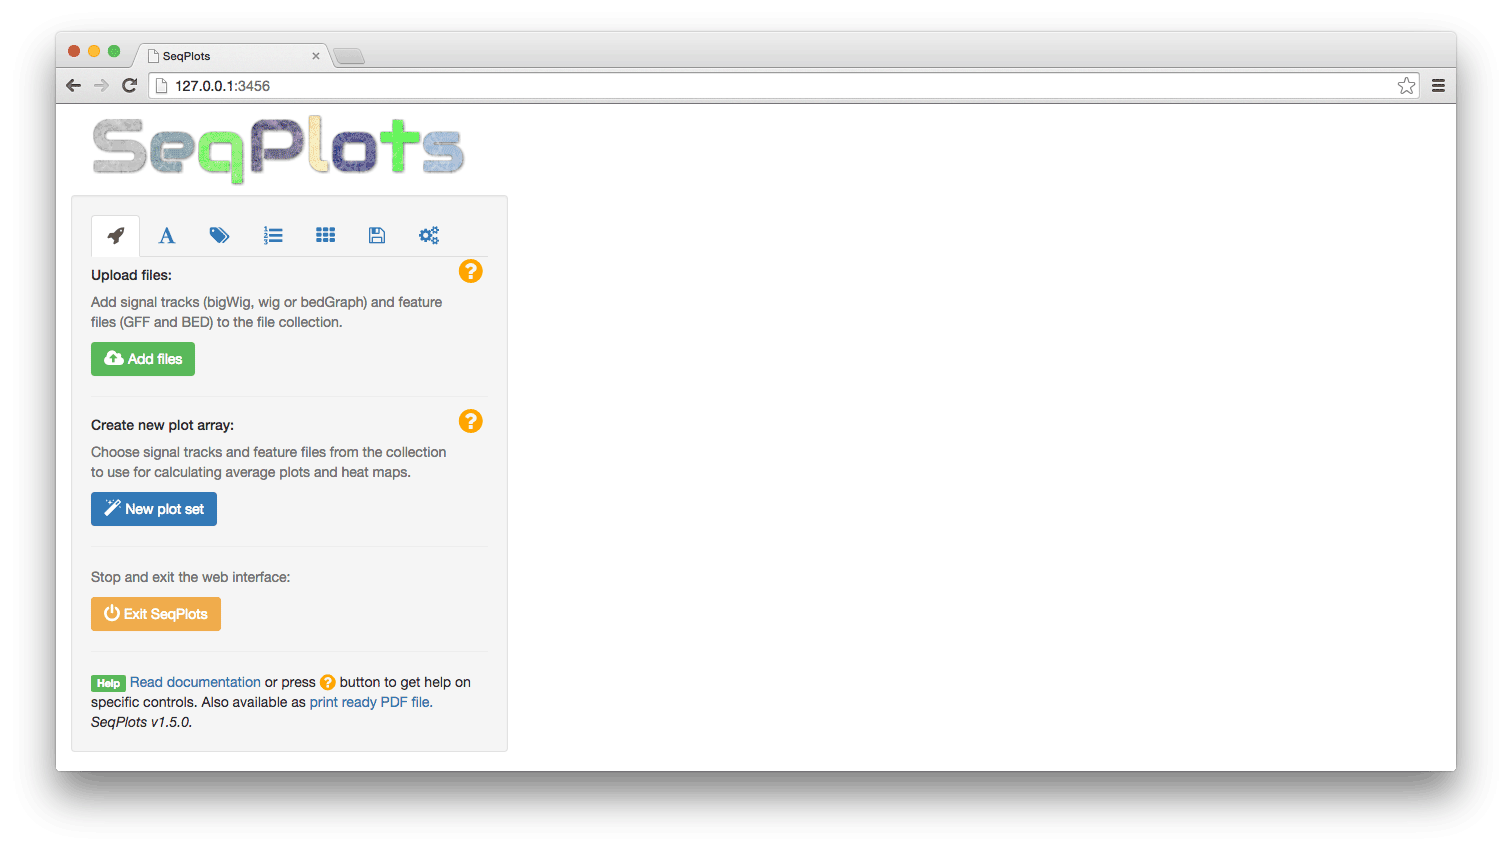 SeqPlots
127.0.0.1:3456
SeqPlots
Upload files:
Add signal tracks (bigWig, wig or bedGraph) and feature
files (GFF and BED) to the file collection.
Add files
Create new plot array:
Choose signal tracks and feature files from the collection
to use for calculating average plots and heat maps.
New plot set
Stop and exit the web interface:
Exit SeqPlots
Help Read documentation or press ? button to get help on
specific controls. Also available as print ready PDF file.
SeqPlots v1.5.0.